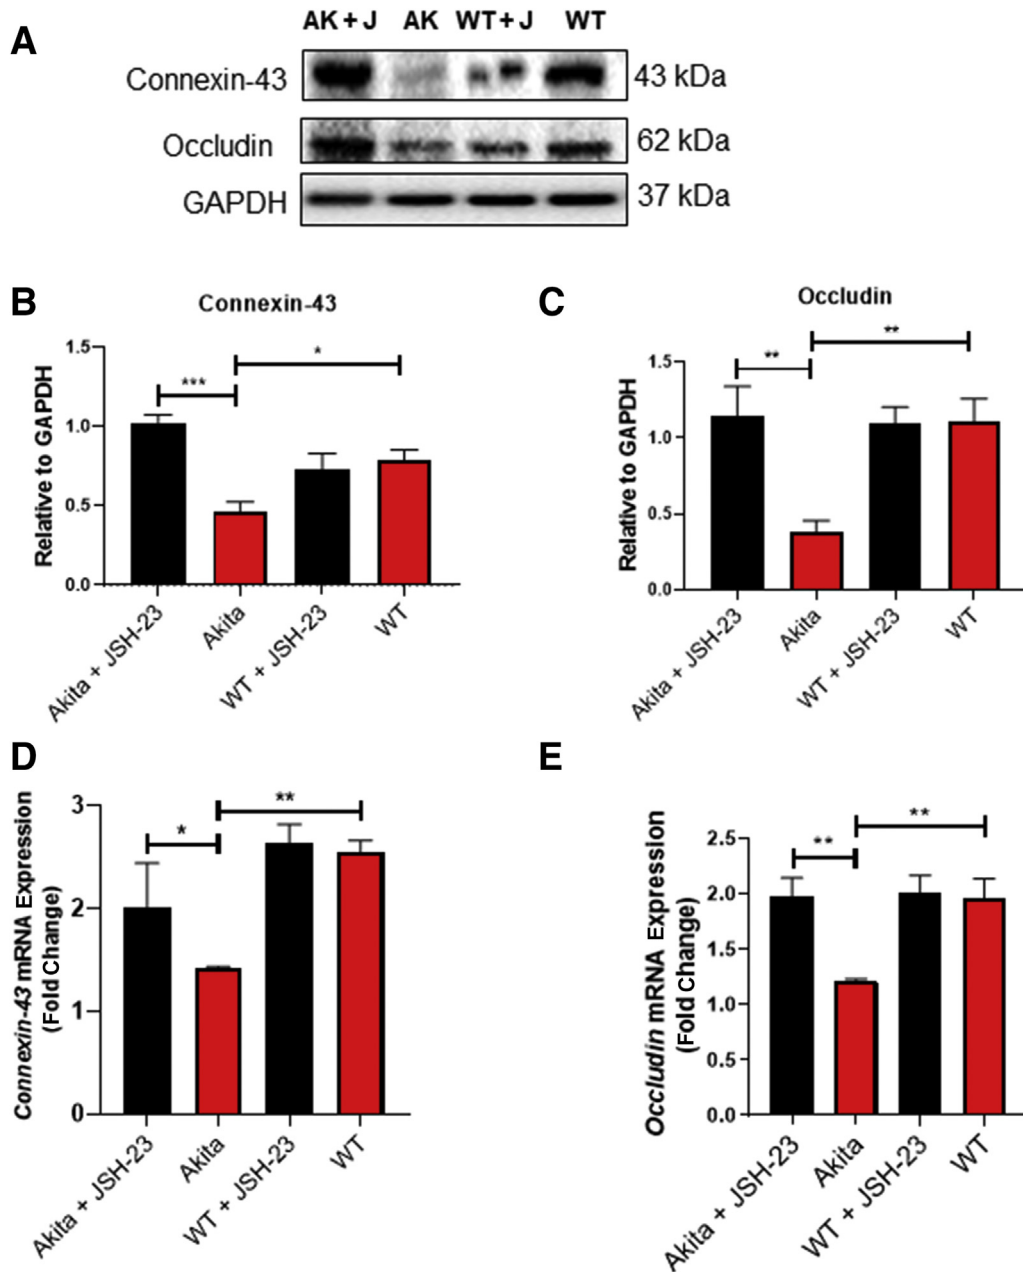 A
AK + J AK WT + J WT
Connexin-43 43 kDa
Occludin 62 kDa
GAPDH 37 kDa
B
Connexin-43
Relative to GAPDH
1.5
1.0
0.5
0.0
***
*
Akita + JSH-23
Akita
WT + JSH-23
WT
C
Occludin
Relative to GAPDH
1.5
1.0
0.5
0.0
**
**
Akita + JSH-23
Akita
WT + JSH-23
WT
D
Connexin-43 mRNA Expression
(Fold Change)
3
2
1
0
*
**
Akita + JSH-23
Akita
WT + JSH-23
WT
E
Occludin mRNA Expression
(Fold Change)
2.5
2.0
1.5
1.0
0.5
0.0
**
**
Akita + JSH-23
Akita
WT + JSH-23
WT